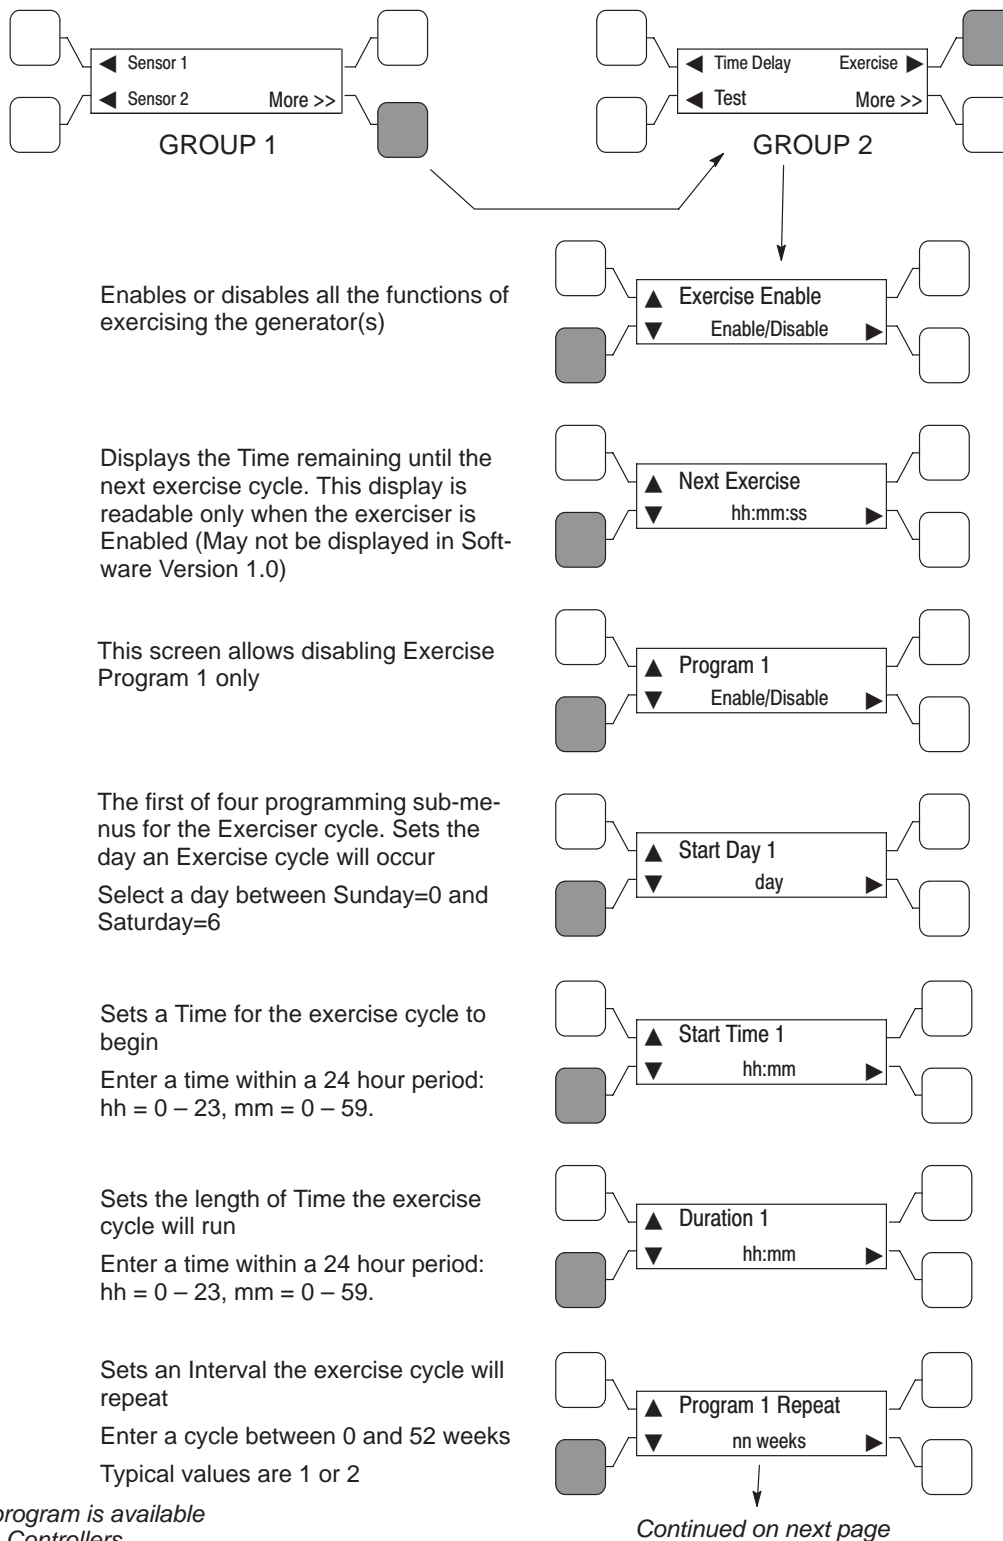 ◀ Sensor 1
◀ Sensor 2 More >>
GROUP 1
◀ Time Delay Exercise ▶
◀ Test More >>
GROUP 2
Enables or disables all the functions of
exercising the generator(s)
▲ Exercise Enable
▼ Enable/Disable ▶
Displays the Time remaining until the
next exercise cycle. This display is
readable only when the exerciser is
Enabled (May not be displayed in Soft-
ware Version 1.0)
▲ Next Exercise
▼ hh:mm:ss ▶
This screen allows disabling Exercise
Program 1 only
▲ Program 1
▼ Enable/Disable ▶
The first of four programming sub-me-
nus for the Exerciser cycle. Sets the
day an Exercise cycle will occur
Select a day between Sunday=0 and
Saturday=6
▲ Start Day 1
▼ day ▶
Sets a Time for the exercise cycle to
begin
Enter a time within a 24 hour period:
hh = 0 – 23, mm = 0 – 59.
▲ Start Time 1
▼ hh:mm ▶
Sets the length of Time the exercise
cycle will run
Enter a time within a 24 hour period:
hh = 0 – 23, mm = 0 – 59.
▲ Duration 1
▼ hh:mm ▶
Sets an Interval the exercise cycle will
repeat
Enter a cycle between 0 and 52 weeks
Typical values are 1 or 2
▲ Program 1 Repeat
▼ nn weeks ▶
program is available
Controllers
Continued on next page